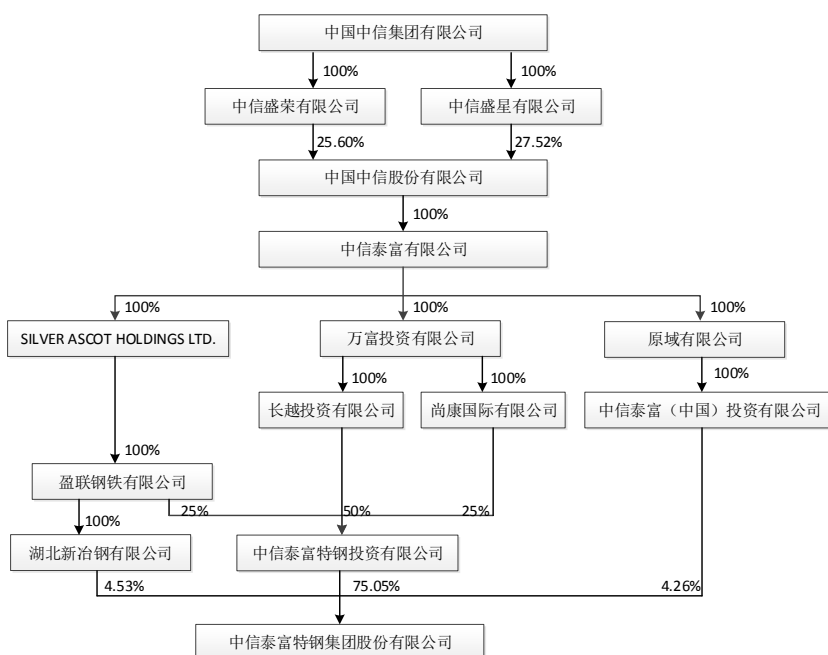 中国中信集团有限公司
100%
100%
中信盛荣有限公司
中信盛星有限公司
25.60%
27.52%
中国中信股份有限公司
100%
中信泰富有限公司
100%
100%
100%
SILVER ASCOT HOLDINGS LTD.
万富投资有限公司
原域有限公司
100%
100%
100%
长越投资有限公司
尚康国际有限公司
中信泰富（中国）投资有限公司
100%
盈联钢铁有限公司
25%
50%
25%
100%
湖北新冶钢有限公司
中信泰富特钢投资有限公司
4.53%
75.05%
4.26%
中信泰富特钢集团股份有限公司